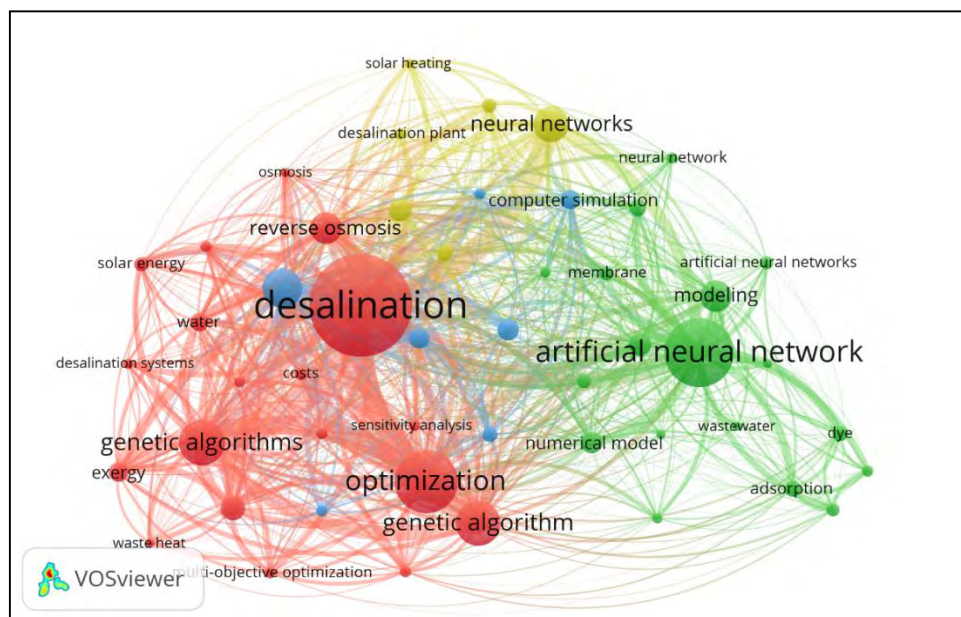 solar heating
desalination plant
neural networks
neural network
osmosis
computer simulation
reverse osmosis
solar energy
membrane
artificial neural networks
desalination
modeling
water
artificial neural network
desalination systems
costs
sensitivity analysis
wastewater
dye
genetic algorithms
numerical model
exergy
optimization
adsorption
genetic algorithm
waste heat
multi-objective optimization
VOSviewer